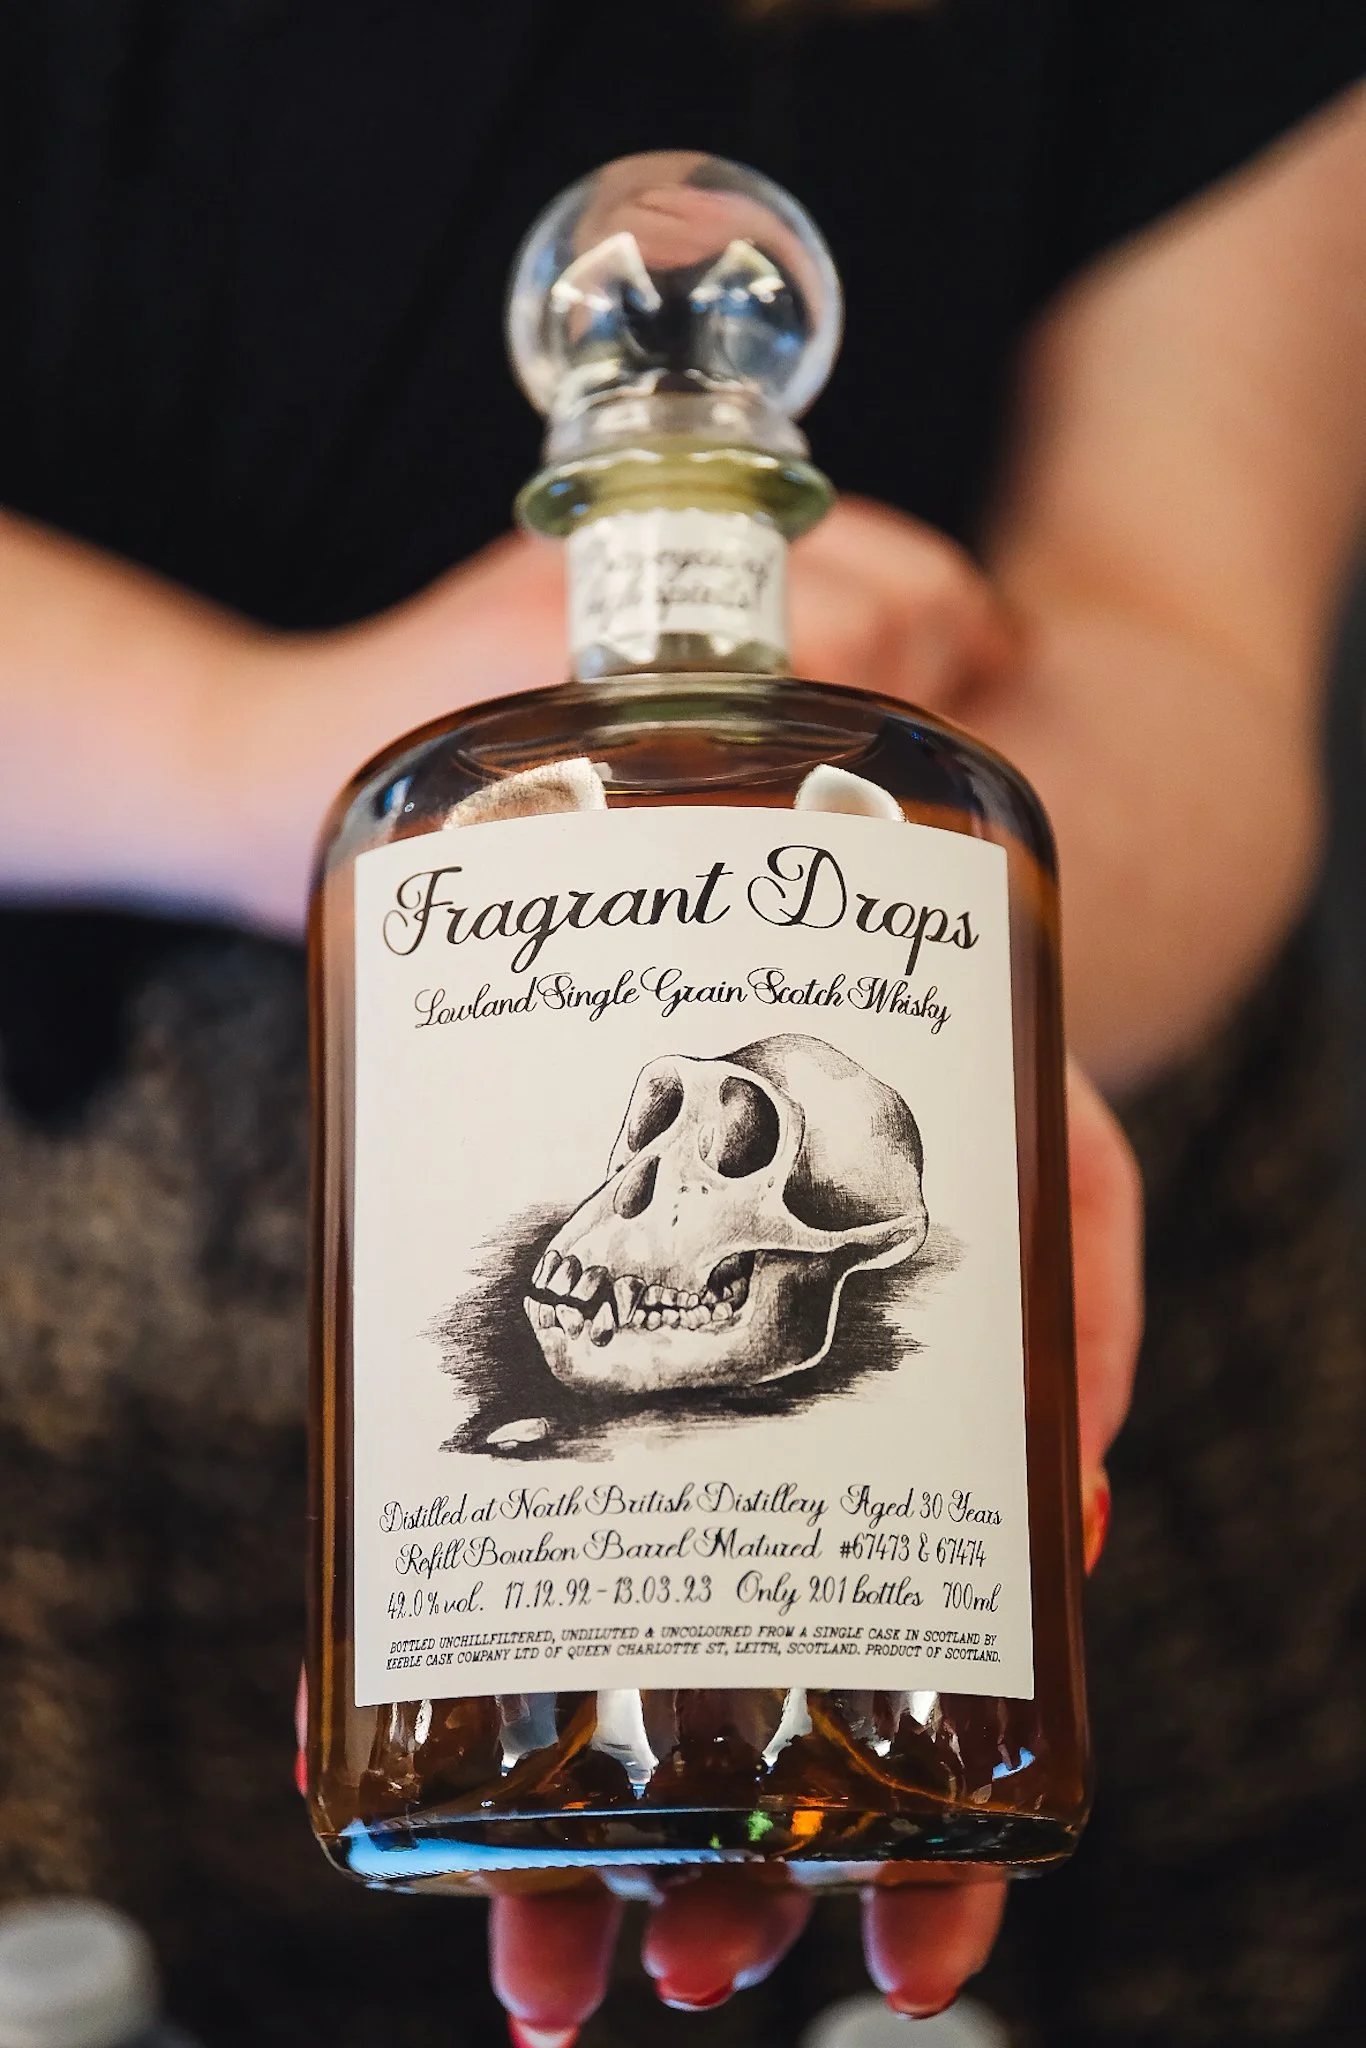 Fragrant Drops
Lowland Single Grain Scotch Whisky
Distilled at North British Distillery Aged 30 Years
Refill Bourbon Barrel Matured #67473 & 67474
42.0% vol. 17.12.92 - 13.03.23 Only 201 bottles 700ml
BOTTLED UNCHILLFILTERED, UNDILUTED & UNCOLOURED FROM A SINGLE CASK IN SCOTLAND BY
KEEBLE CASK COMPANY LTD OF QUEEN CHARLOTTE ST, LEITH, SCOTLAND. PRODUCT OF SCOTLAND.